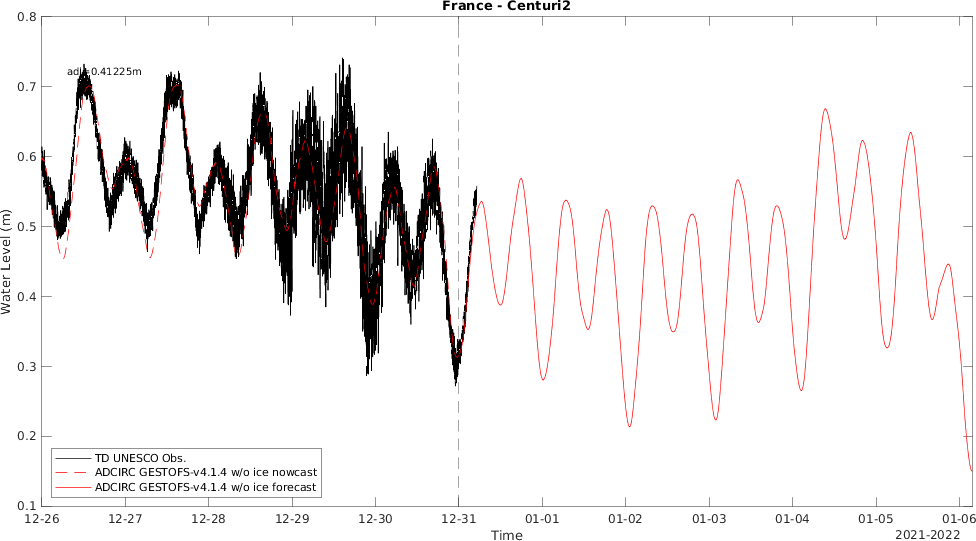 France - Centuri2
0.8
0.7
0.6
0.5
0.4
0.3
0.2
0.1
Water Level (m)
0.41225m
TD UNESCO Obs.
ADCIRC GESTOFS-v4.1.4 w/o ice nowcast
ADCIRC GESTOFS-v4.1.4 w/o ice forecast
12-26 12-27 12-28 12-29 12-30 12-31 01-01 01-02 01-03 01-04 01-05 01-06
Time
2021-2022